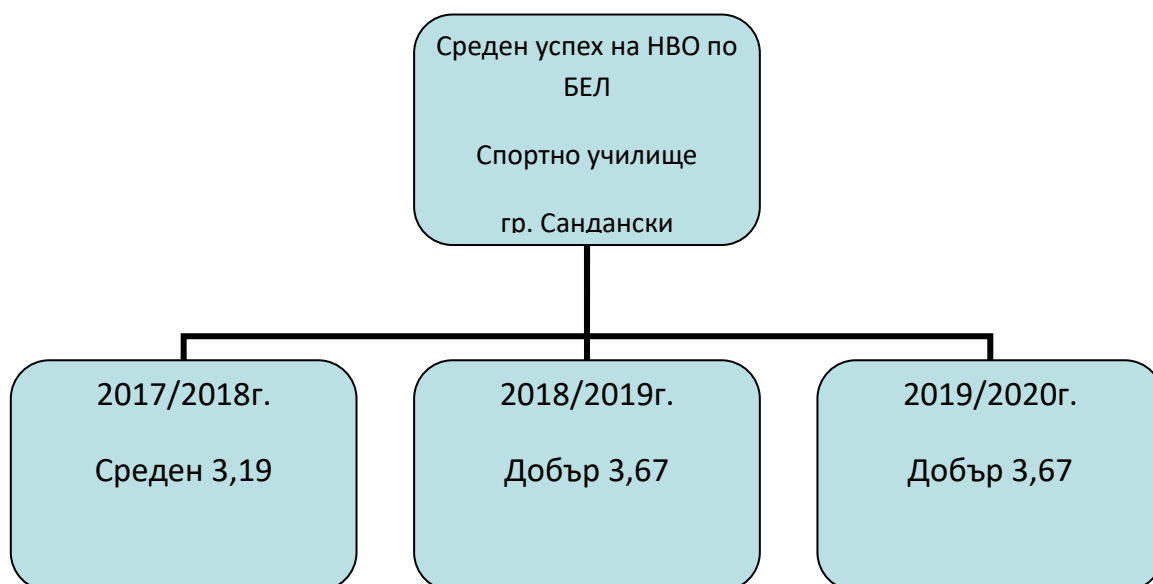 Среден успех на НВО по
БЕЛ
Спортно училище
гр. Сандански
2017/2018г.
Среден 3,19
2018/2019г.
Добър 3,67
2019/2020г.
Добър 3,67